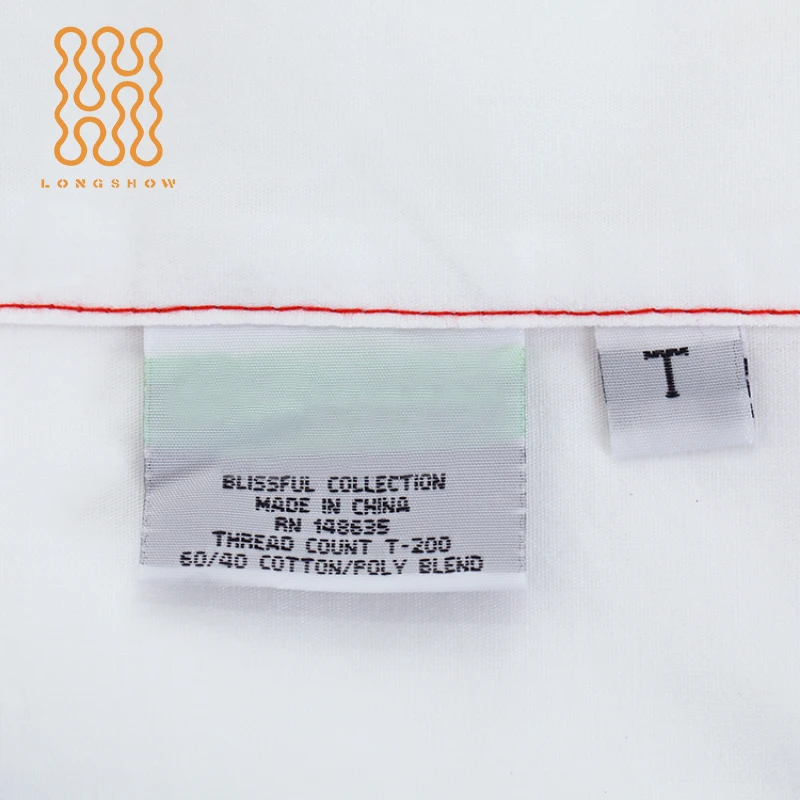 LONGSHOW
T
BLISSFUL COLLECTION
MADE IN CHINA
RN 148635
THREAD COUNT T-200
60/40 COTTON/POLY BLEND